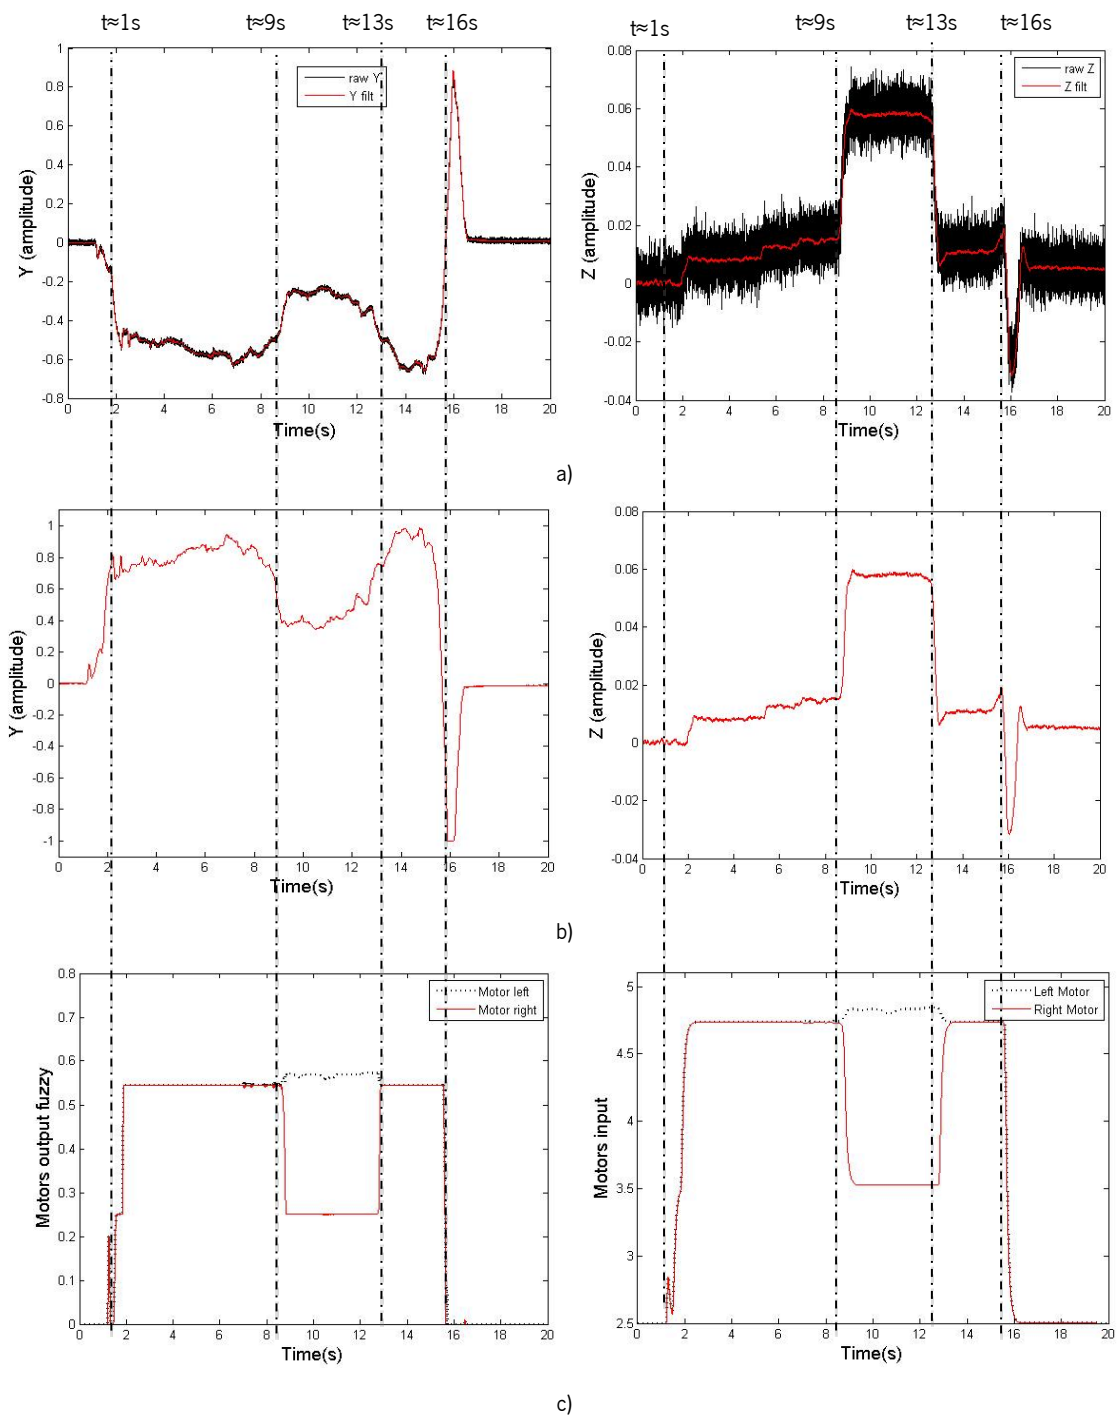 t≈1s t≈9s t≈13s t≈16s
t≈1s t≈9s t≈13s t≈16s
1
0.8
0.6
0.4
0.2
0
-0.2
-0.4
-0.6
-0.8
Y (amplitude)
raw Y
Y filt
0 2 4 6 8 10 12 14 16 18 20
Time(s)
0.08
0.06
0.04
0.02
0
-0.02
-0.04
Z (amplitude)
raw Z
Z filt
0 2 4 6 8 10 12 14 16 18 20
Time(s)
a)
1
0.8
0.6
0.4
0.2
0
-0.2
-0.4
-0.6
-0.8
-1
Y (amplitude)
0 2 4 6 8 10 12 14 16 18 20
Time(s)
0.08
0.06
0.04
0.02
0
-0.02
-0.04
Z (amplitude)
0 2 4 6 8 10 12 14 16 18 20
Time(s)
b)
0.8
0.7
0.6
0.5
0.4
0.3
0.2
0.1
0
Motors output fuzzy
Motor left
Motor right
0 2 4 6 8 10 12 14 16 18 20
Time(s)
5
4.5
4
3.5
3
2.5
Motors input
Left Motor
Right Motor
0 2 4 6 8 10 12 14 16 18 20
Time(s)
c)